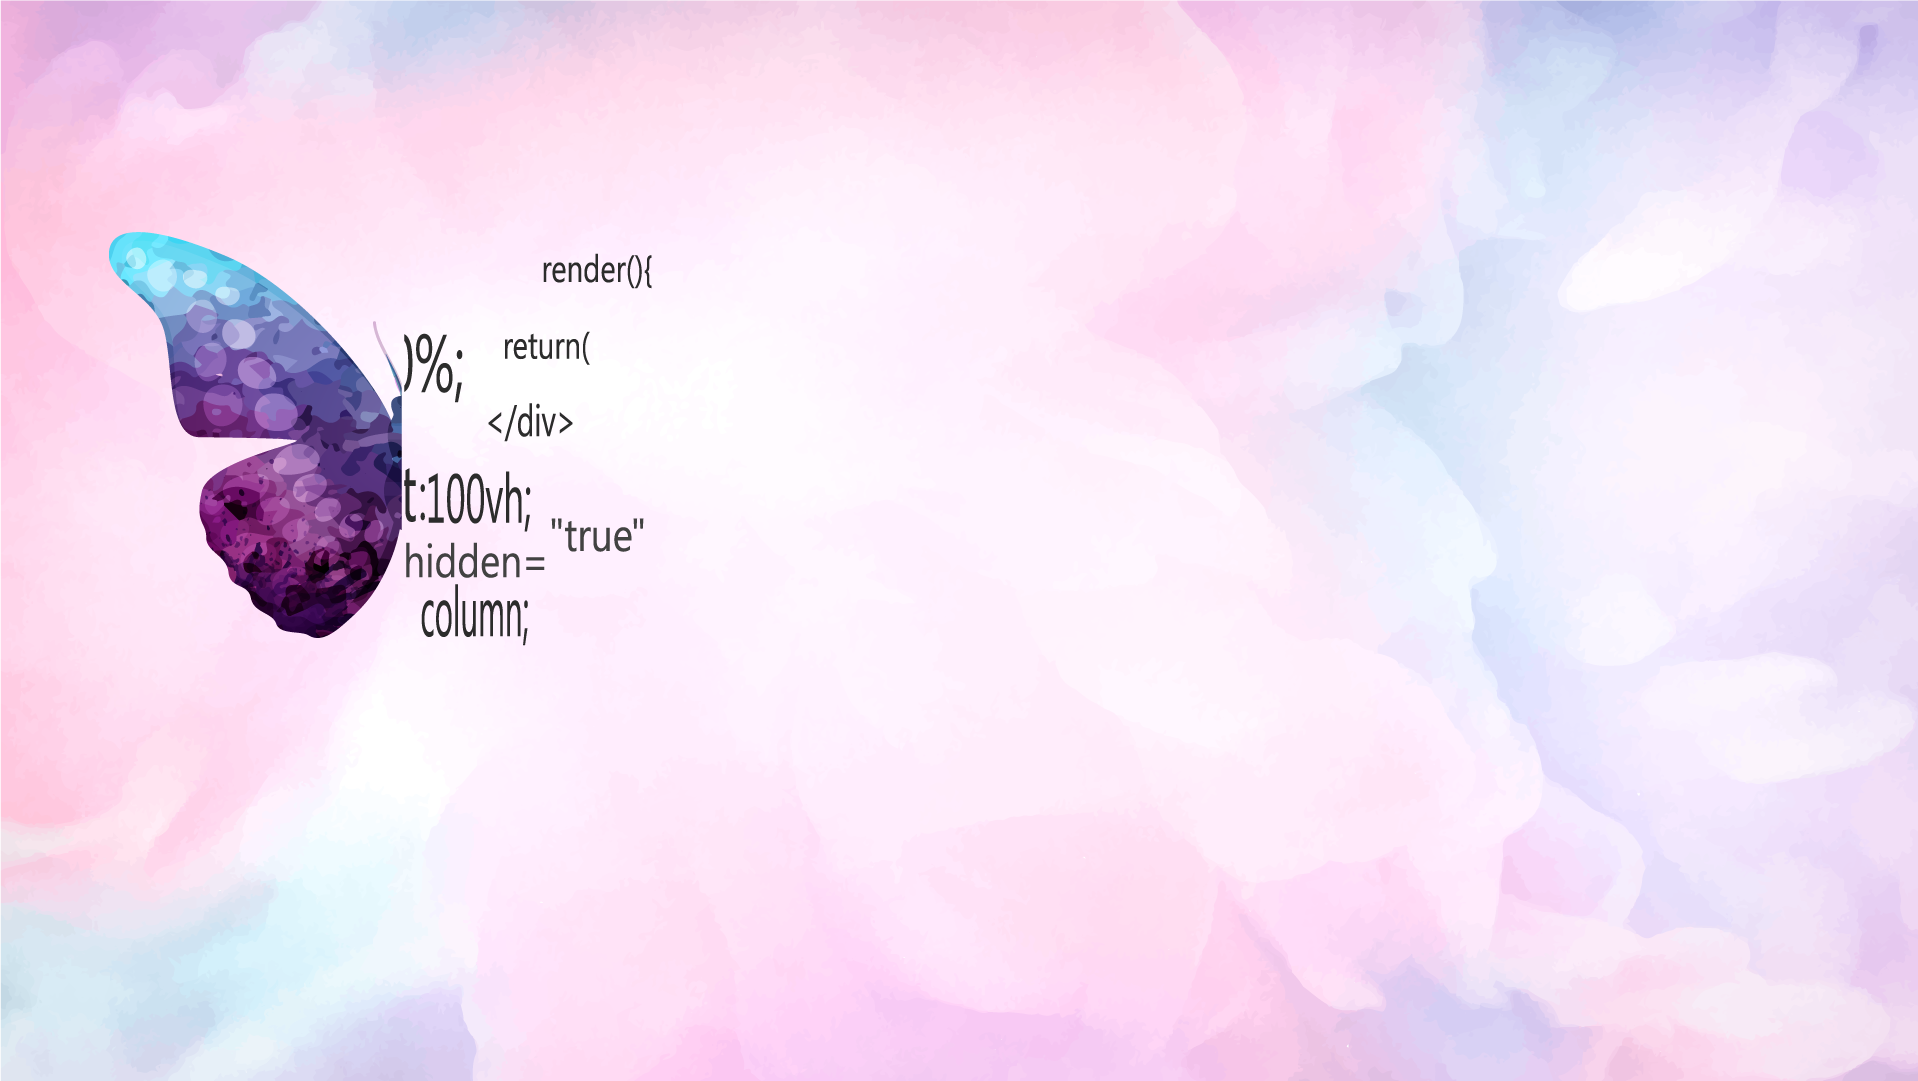 render(){
return(
)%;
</div>
t:100vh;
"true"
hidden=
column;